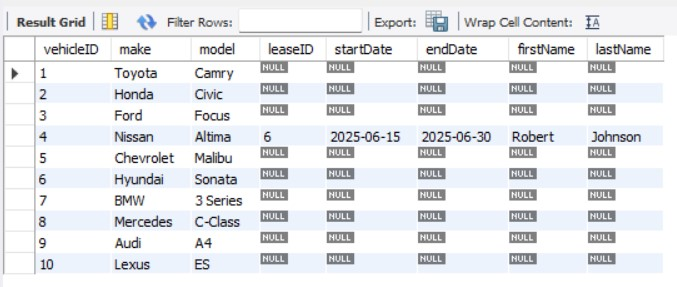 Result Grid Filter Rows: Export: Wrap Cell Content: IA
vehicleID make model leaseID startDate endDate firstName lastName
1 Toyota Camry NULL NULL NULL NULL NULL
2 Honda Civic NULL NULL NULL NULL NULL
3 Ford Focus NULL NULL NULL NULL NULL
4 Nissan Altima 6 2025-06-15 2025-06-30 Robert Johnson
5 Chevrolet Malibu NULL NULL NULL NULL NULL
6 Hyundai Sonata NULL NULL NULL NULL NULL
7 BMW 3 Series NULL NULL NULL NULL NULL
8 Mercedes C-Class NULL NULL NULL NULL NULL
9 Audi A4 NULL NULL NULL NULL NULL
10 Lexus ES NULL NULL NULL NULL NULL